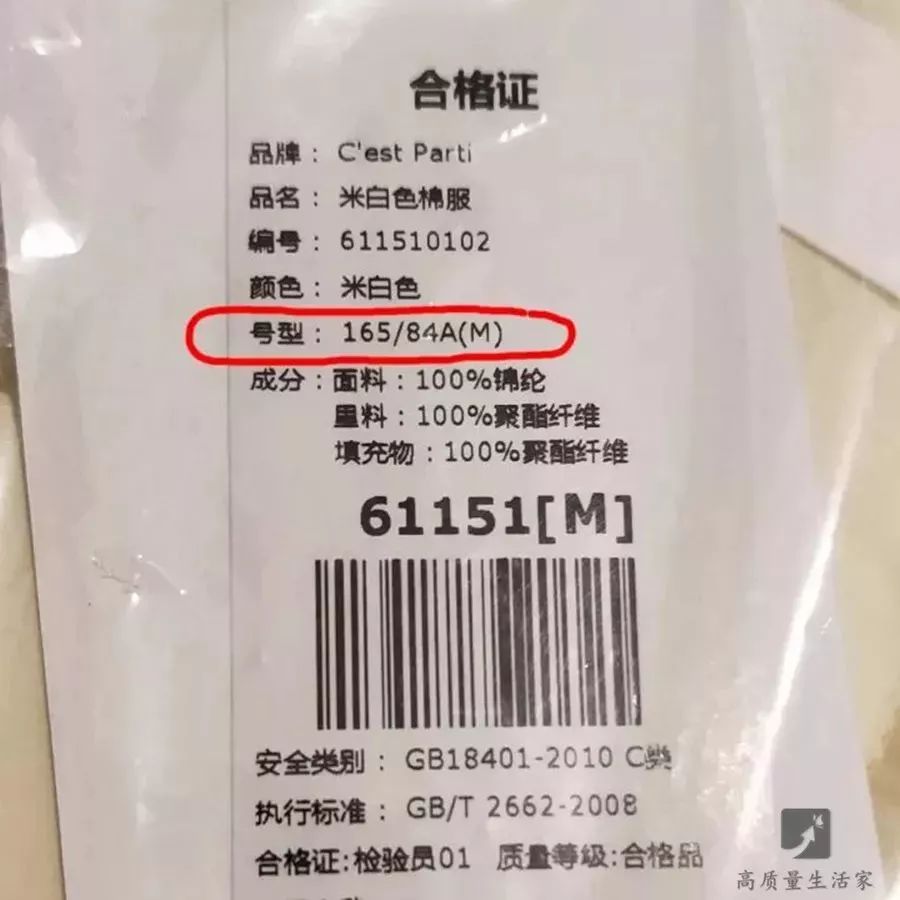 合格证
品牌： C'est Parti
品名： 米白色棉服
编号： 611510102
颜色： 米白色
号型： 165/84A(M)
成分：面料：100%锦纶
里料：100%聚酯纤维
填充物：100%聚酯纤维
61151[M]
安全类别： GB18401-2010 C类
执行标准： GB/T 2662-2008
合格证:检验员01 质量等级:合格品
高质量生活家